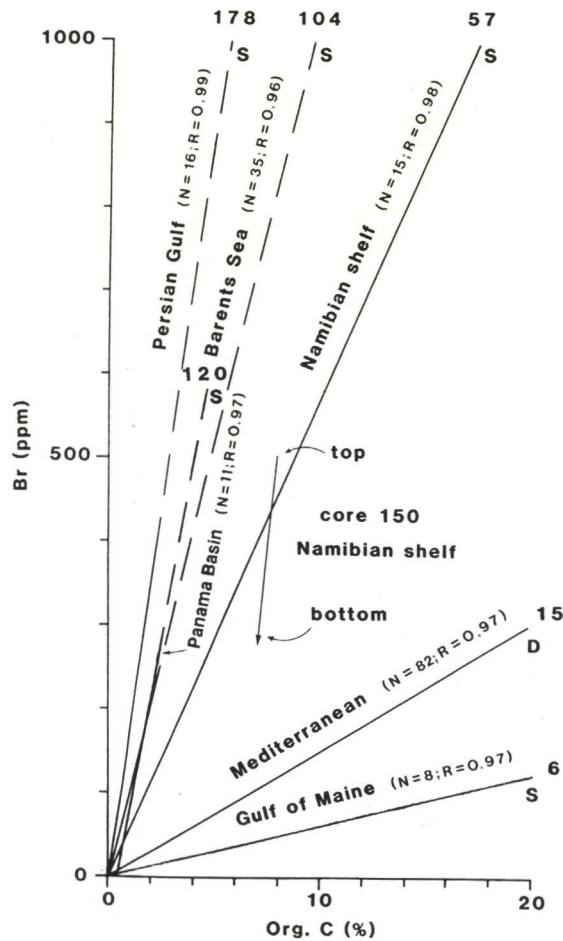 178 104 57
1000
S S S
Persian Gulf (N=16;R=0.99)
Barents Sea (N=35;R=0.96)
Namibian shelf (N=15;R=0.98)
120
S
Panama Basin (N=11;R=0.97)
Br (ppm)
500
top
core 150
Namibian shelf
bottom
15
D
Mediterranean (N=82;R=0.97)
6
S
Gulf of Maine (N=8;R=0.97)
0
0 10 20
Org. C (%)